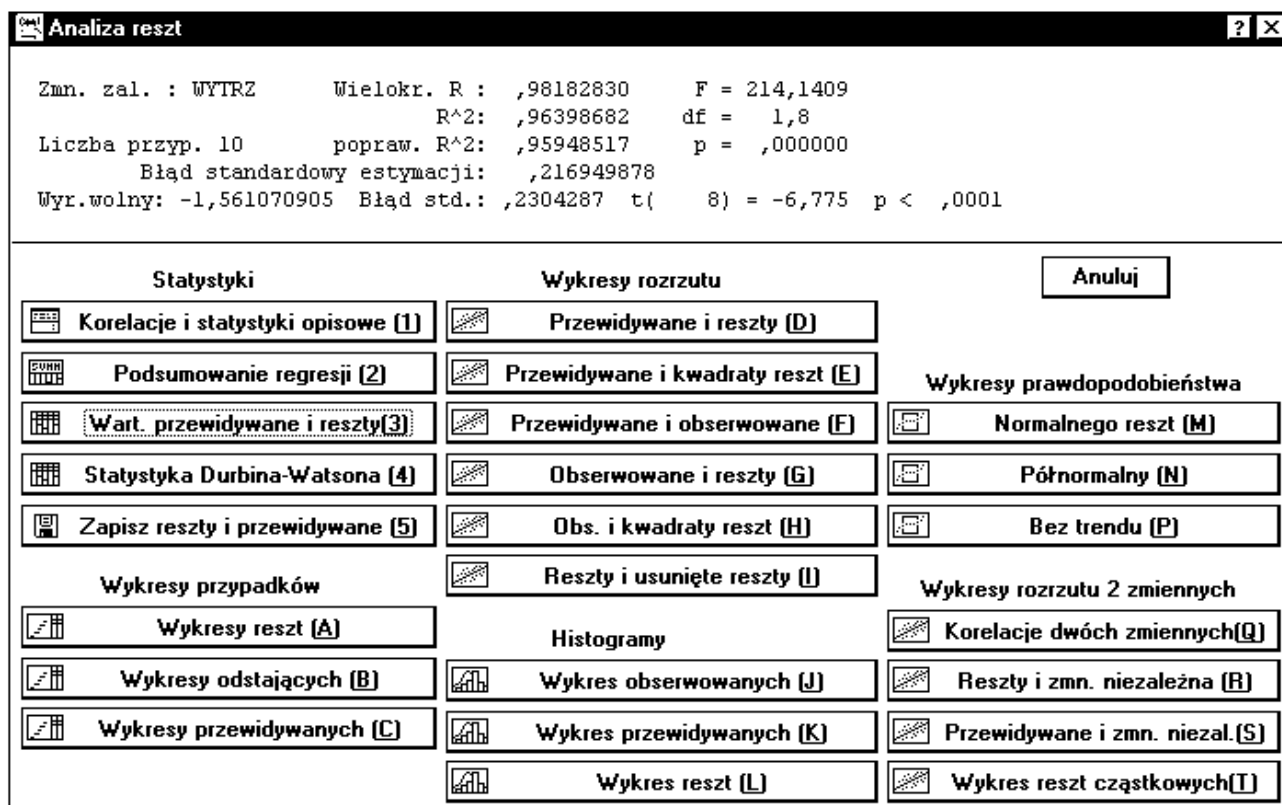 Analiza reszt
Zmn. zal. : WYTRZ Wielokr. R : ,98182830 F = 214,1409
R^2: ,96398682 df = 1,8
Liczba przyp. 10 popraw. R^2: ,95948517 p = ,000000
Błąd standardowy estymacji: ,216949878
Wyr.wolny: -1,561070905 Błąd std.: ,2304287 t( 8) = -6,775 p < ,0001
Statystyki
Korelacje i statystyki opisowe (1)
Podsumowanie regresji (2)
Wart. przewidywane i reszty(3)
Statystyka Durbina-Watsona (4)
Zapisz reszty i przewidywane (5)
Wykresy przypadków
Wykresy reszt (A)
Wykresy odstających (B)
Wykresy przewidywanych (C)
Wykresy rozrzutu
Przewidywane i reszty (D)
Przewidywane i kwadraty reszt (E)
Przewidywane i obserwowane (F)
Obserwowane i reszty (G)
Obs. i kwadraty reszt (H)
Reszty i usunięte reszty (I)
Histogramy
Wykres obserwowanych (J)
Wykres przewidywanych (K)
Wykres reszt (L)
Anuluj
Wykresy prawdopodobieństwa
Normalnego reszt (M)
Półnormalny (N)
Bez trendu (P)
Wykresy rozrzutu 2 zmiennych
Korelacje dwóch zmiennych(Q)
Reszty i zmn. niezależna (R)
Przewidywane i zmn. niezal.(S)
Wykres reszt cząstkowych(T)